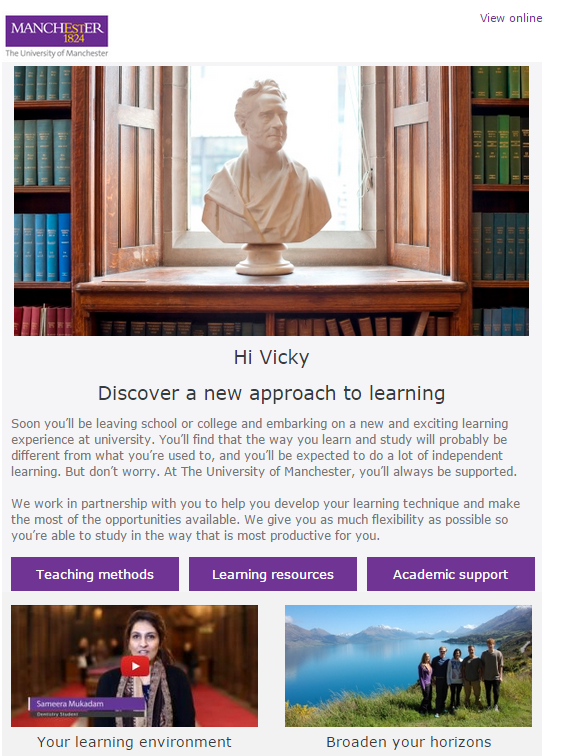 View online
MANCHESTER
1824
The University of Manchester
Hi Vicky
Discover a new approach to learning
Soon you’ll be leaving school or college and embarking on a new and exciting learning
experience at university. You’ll find that the way you learn and study will probably be
different from what you’re used to, and you’ll be expected to do a lot of independent
learning. But don’t worry. At The University of Manchester, you’ll always be supported.
We work in partnership with you to help you develop your learning technique and make
the most of the opportunities available. We give you as much flexibility as possible so
you’re able to study in the way that is most productive for you.
Teaching methods
Learning resources
Academic support
Sameera Mukadam
Dentistry Student
Your learning environment
Broaden your horizons